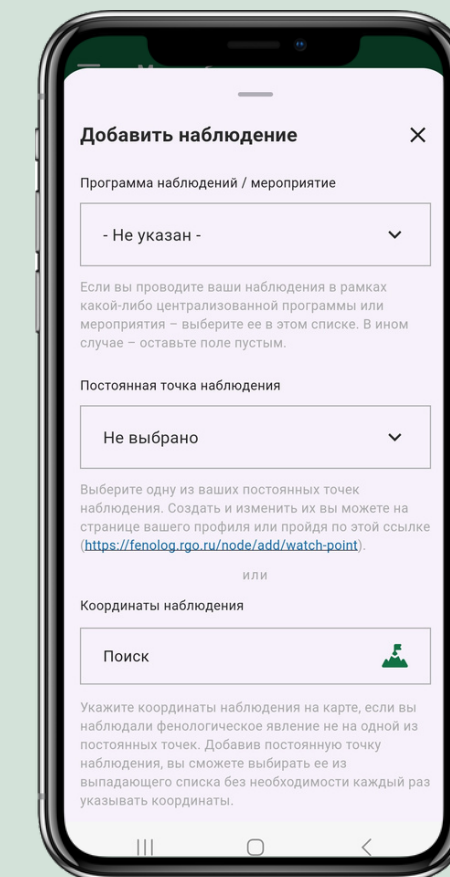 Добавить наблюдение
Программа наблюдений / мероприятие
- Не указан -
Если вы проводите ваши наблюдения в рамках
какой-либо централизованной программы или
мероприятия – выберите ее в этом списке. В ином
случае – оставьте поле пустым.
Постоянная точка наблюдения
Не выбрано
Выберите одну из ваших постоянных точек
наблюдения. Создать и изменить их вы можете на
странице вашего профиля или пройдя по этой ссылке
(https://fenolog.rgo.ru/node/add/watch-point).
или
Координаты наблюдения
Поиск
Укажите координаты наблюдения на карте, если вы
наблюдали фенологическое явление не на одной из
постоянных точек. Добавив постоянную точку
наблюдения, вы сможете выбирать ее из
выпадающего списка без необходимости каждый раз
указывать координаты.